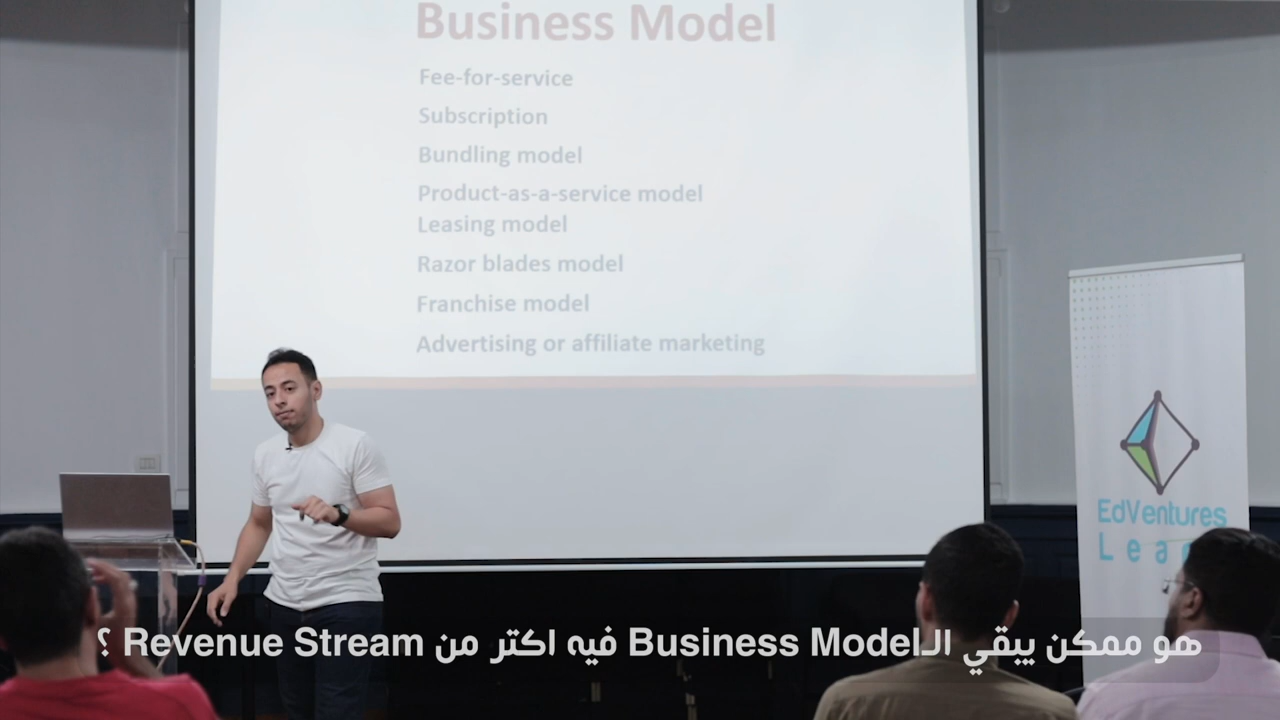 Business Model
Fee-for-service
Subscription
Bundling model
Product-as-a-service model
Leasing model
Razor blades model
Franchise model
Advertising or affiliate marketing
EdVentures
هو ممكن يبقي الـBusiness Model فيه اكتر من Revenue Stream ؟